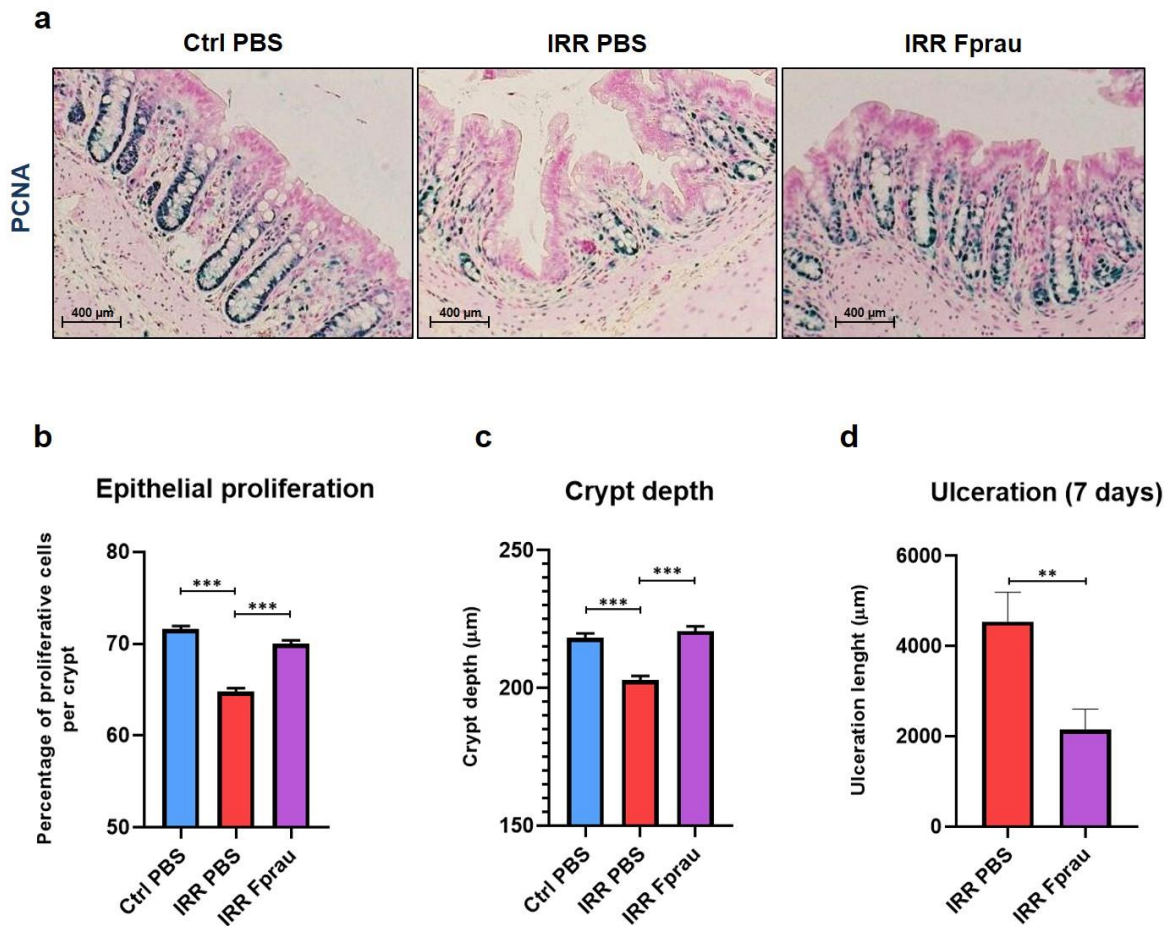 a
Ctrl PBS
IRR PBS
IRR Fprau
PCNA
400 µm
400 µm
400 µm
b
Epithelial proliferation
Percentage of proliferative cells
per crypt
80
70
60
50
***
***
Ctrl PBS
IRR PBS
IRR Fprau
c
Crypt depth
Crypt depth (µm)
250
200
150
***
***
Ctrl PBS
IRR PBS
IRR Fprau
d
Ulceration (7 days)
Ulceration lenght (µm)
6000
4000
2000
0
**
IRR PBS
IRR Fprau